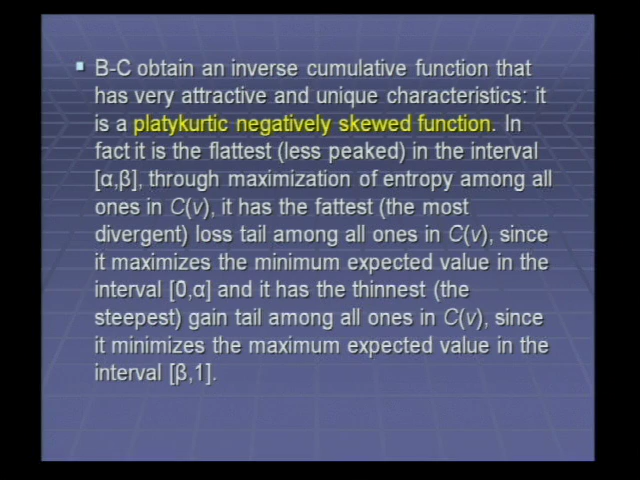 B-C obtain an inverse cumulative function that
has very attractive and unique characteristics: it
is a platykurtic negatively skewed function. In
fact it is the flattest (less peaked) in the interval
[α,β], through maximization of entropy among all
ones in C(v), it has the fattest (the most
divergent) loss tail among all ones in C(v), since
it maximizes the minimum expected value in the
interval [0,α] and it has the thinnest (the
steepest) gain tail among all ones in C(v), since
it minimizes the maximum expected value in the
interval [β,1].